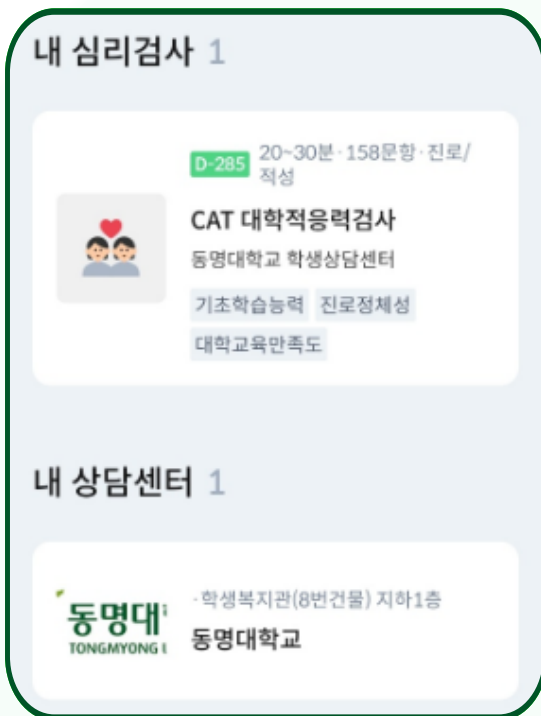 내 심리검사 1
D-285 20~30분·158문항·진로/
적성
CAT 대학적응력검사
동명대학교 학생상담센터
기초학습능력 진로정체성
대학교육만족도
내 상담센터 1
·학생복지관(8번건물) 지하1층
동명대
TONGMYONG
동명대학교